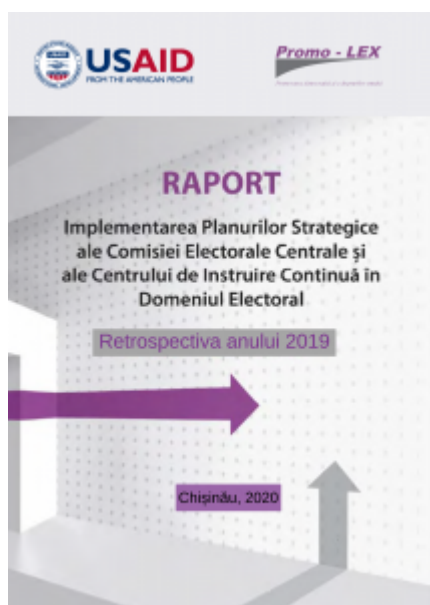 USAID
FROM THE AMERICAN PEOPLE
Promo - LEX
RAPORT
Implementarea Planurilor Strategice
ale Comisiei Electorale Centrale și
ale Centrului de Instruire Continuă în
Domeniul Electoral
Retrospectiva anului 2019
Chișinău, 2020